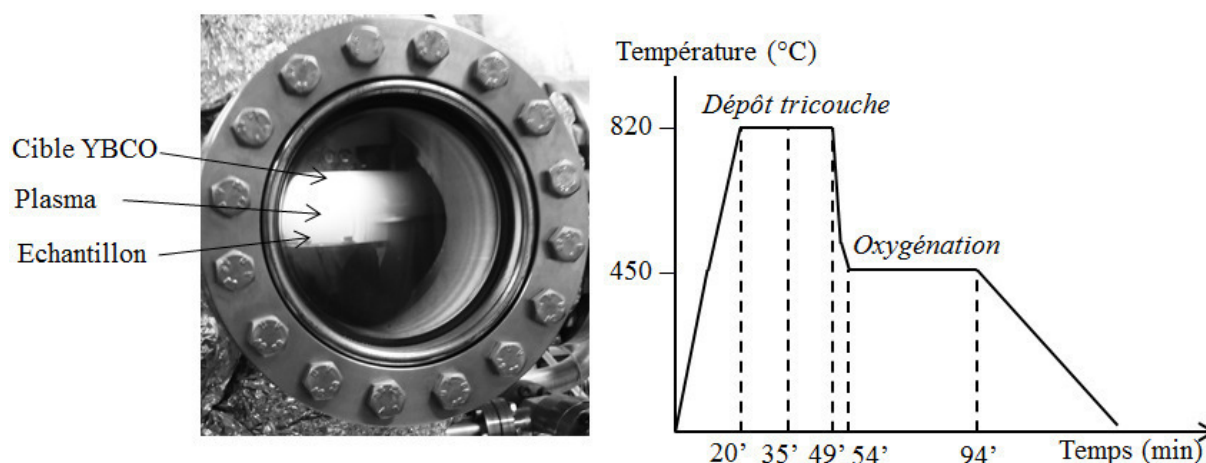 Cible YBCO
Plasma
Echantillon
Température (°C)
Dépôt tricouche
820
Oxygénation
450
20’ 35’ 49’ 54’ 94’ Temps (min)